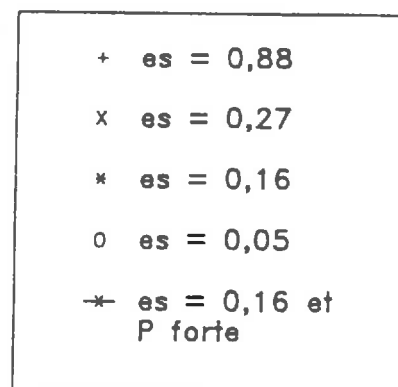 + es = 0,88
x es = 0,27
* es = 0,16
o es = 0,05
-*- es = 0,16 et
P forte